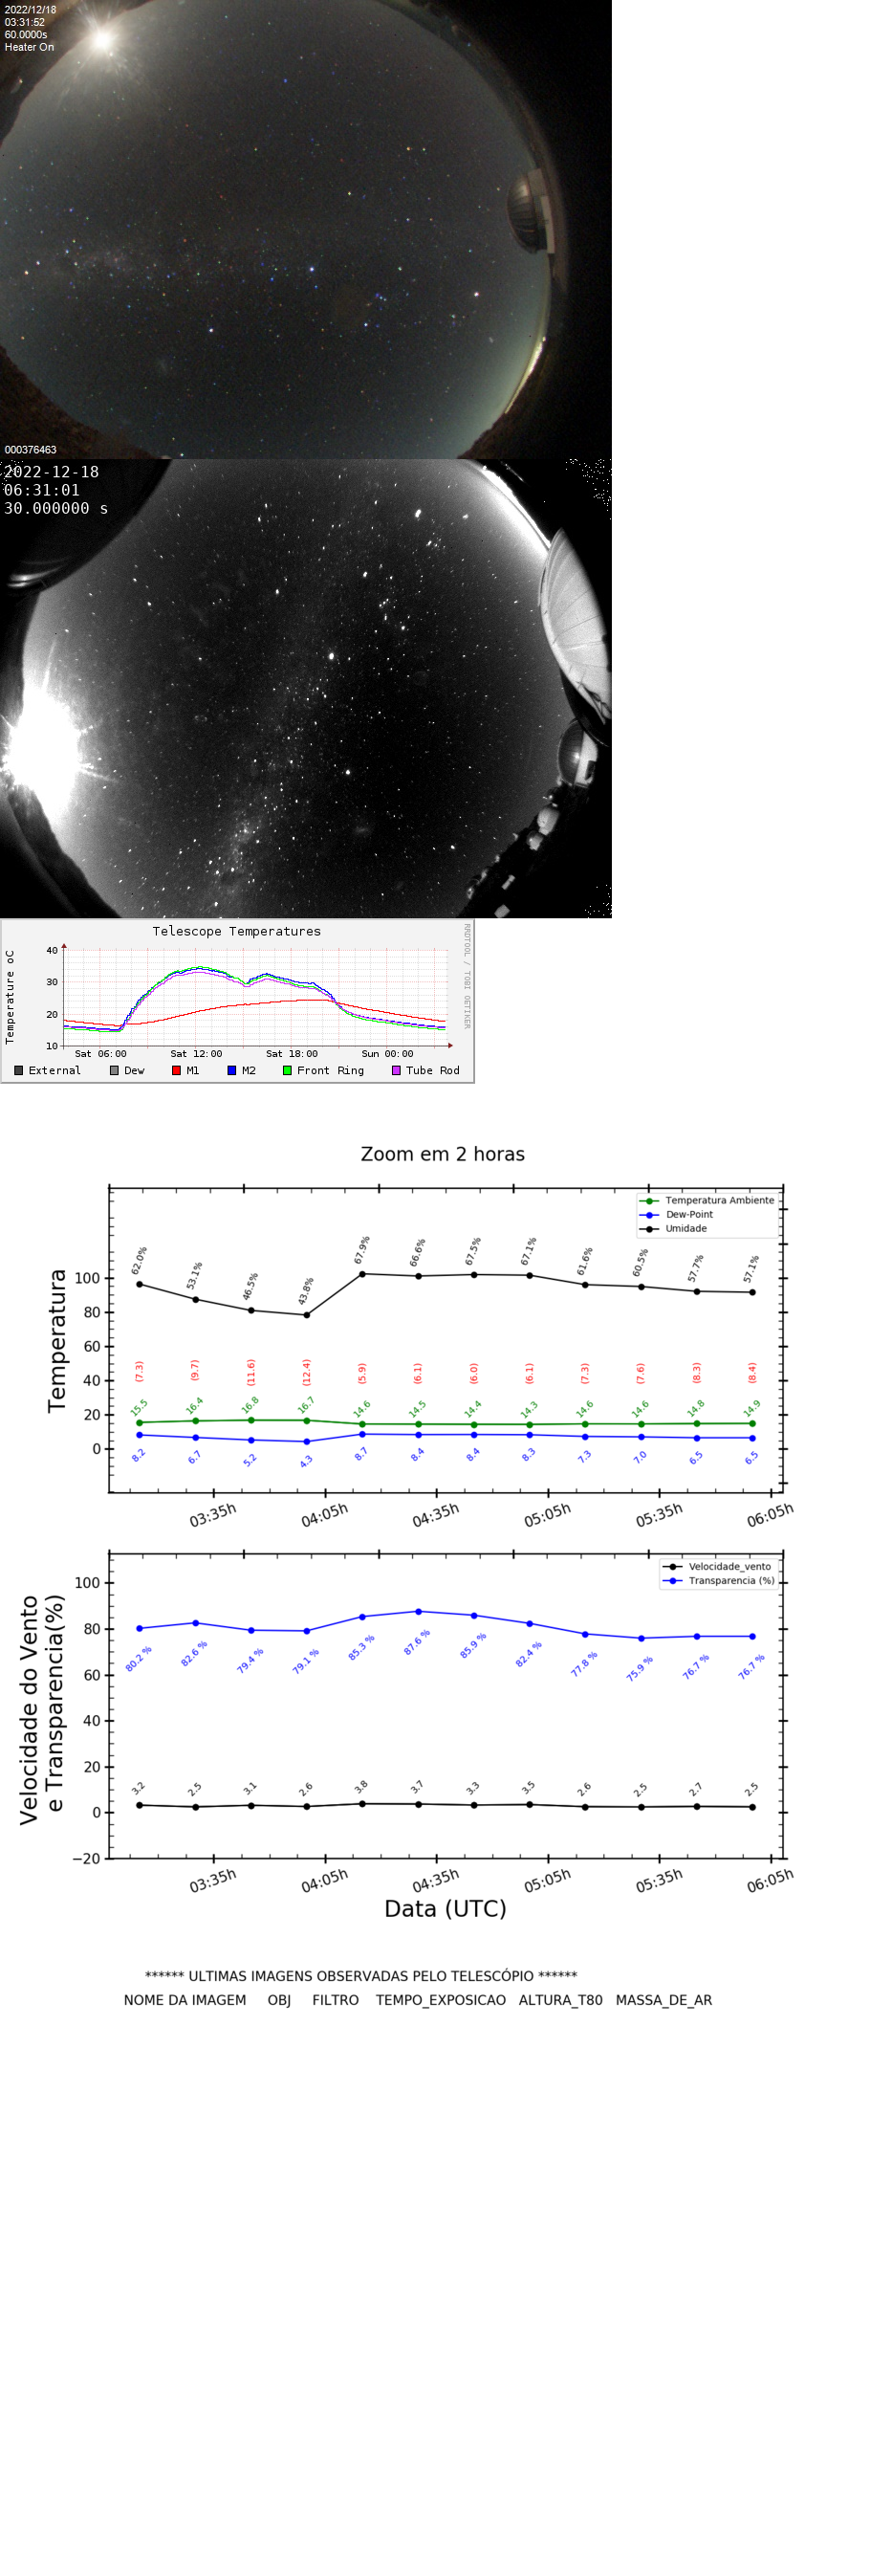 2022/12/18
03:31:52
60.0000s
Heater On
000376463
2022-12-18
06:31:01
30.000000 s
Telescope Temperatures
RRDTOOL / TOBI OETIKER
Temperature oC
40
30
20
10
Sat 06:00 Sat 12:00 Sat 18:00 Sun 00:00
External Dew M1 M2 Front Ring Tube Rod
Zoom em 2 horas
Temperatura Ambiente
Dew-Point
Umidade
Temperatura
100
80
60
40
20
0
62.0% 53.1% 46.5% 43.8% 67.9% 66.6% 67.5% 67.1% 61.6% 60.5% 57.7% 57.1%
(7.3) (9.7) (11.6) (12.4) (5.9) (6.1) (6.0) (6.1) (7.3) (7.6) (8.3) (8.4)
15.5 16.4 16.8 16.7 14.6 14.5 14.4 14.3 14.6 14.6 14.8 14.9
8.2 6.7 5.2 4.3 8.7 8.4 8.4 8.3 7.3 7.0 6.5 6.5
03:35h 04:05h 04:35h 05:05h 05:35h 06:05h
Velocidade_vento
Transparencia (%)
Velocidade do Vento
e Transparencia(%)
100
80
60
40
20
0
−20
80.2 % 82.6 % 79.4 % 79.1 % 85.3 % 87.6 % 85.9 % 82.4 % 77.8 % 75.9 % 76.7 % 76.7 %
3.2 2.5 3.1 2.6 3.8 3.7 3.3 3.5 2.6 2.5 2.7 2.5
03:35h 04:05h 04:35h 05:05h 05:35h 06:05h
Data (UTC)
****** ULTIMAS IMAGENS OBSERVADAS PELO TELESCÓPIO ******
NOME DA IMAGEM OBJ FILTRO TEMPO_EXPOSICAO ALTURA_T80 MASSA_DE_AR